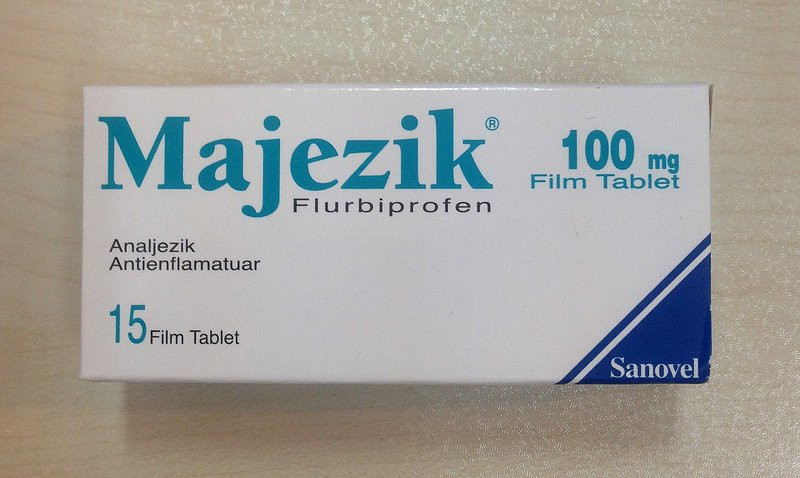 Majezik®
Flurbiprofen
100 mg
Film Tablet
Analjezik
Antienflamatuar
15 Film Tablet
Sanovel